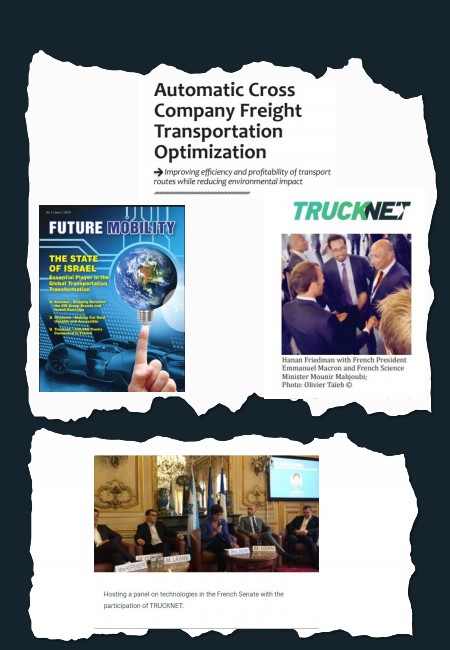 Automatic Cross
Company Freight
Transportation
Optimization
Improving efficiency and profitability of transport
routes while reducing environmental impact
FUTURE MOBILITY
THE STATE
OF ISRAEL
Essential Player in the
Global Transportation
Transformation
TRUCKNET
Hanan Friedman with French President
Emmanuel Macron and French Science
Minister Mounir Mahjoubi;
Photo: Olivier Taïeb ©
Hosting a panel on technologies in the French Senate with the
participation of TRUCKNET.